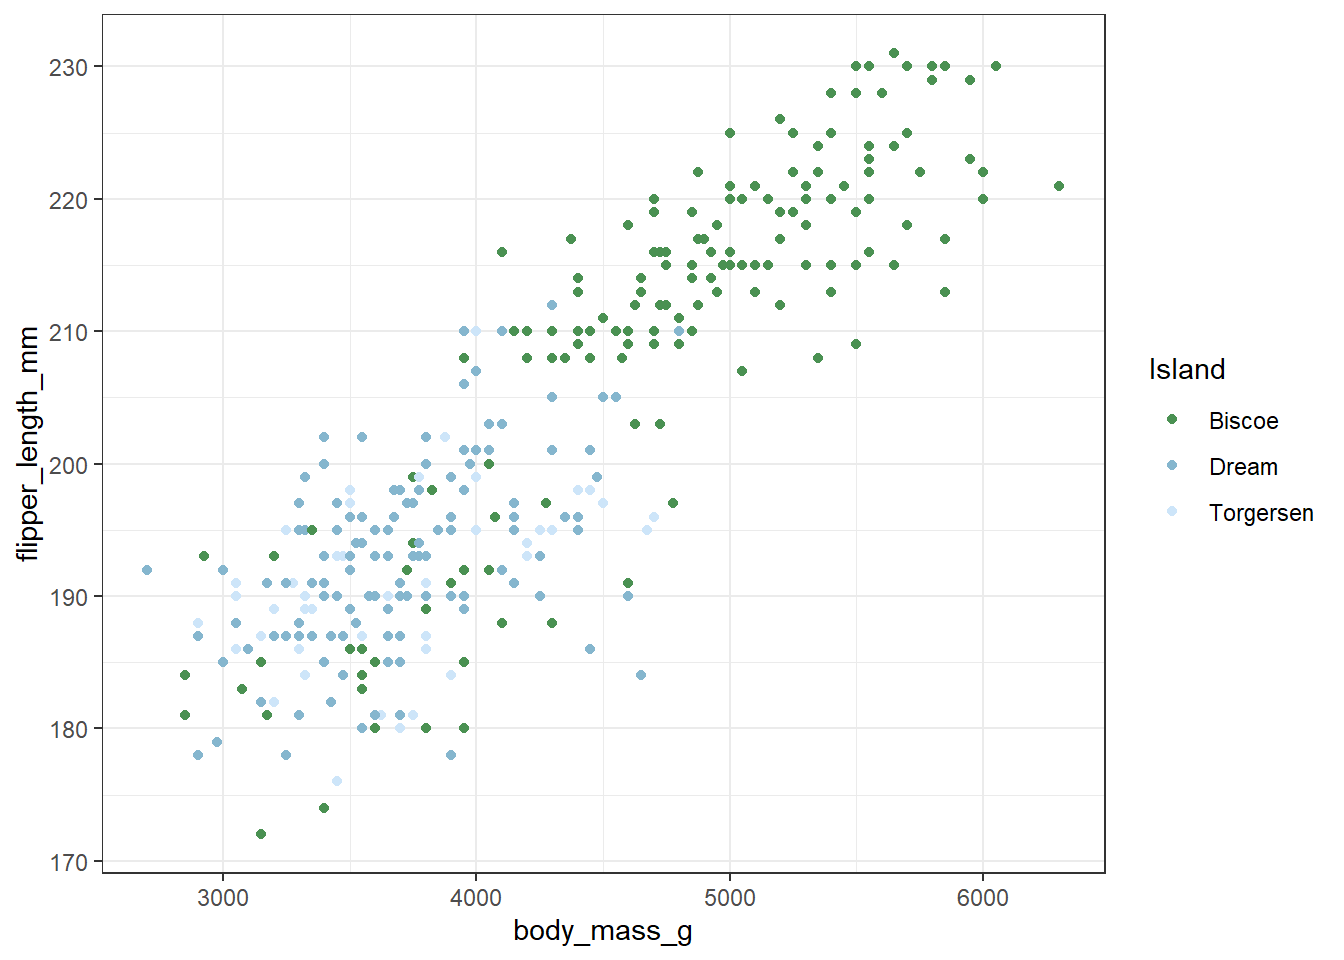 230
220
210
200
190
180
170
flipper_length_mm
3000
4000
5000
6000
body_mass_g
Island
Biscoe
Dream
Torgersen